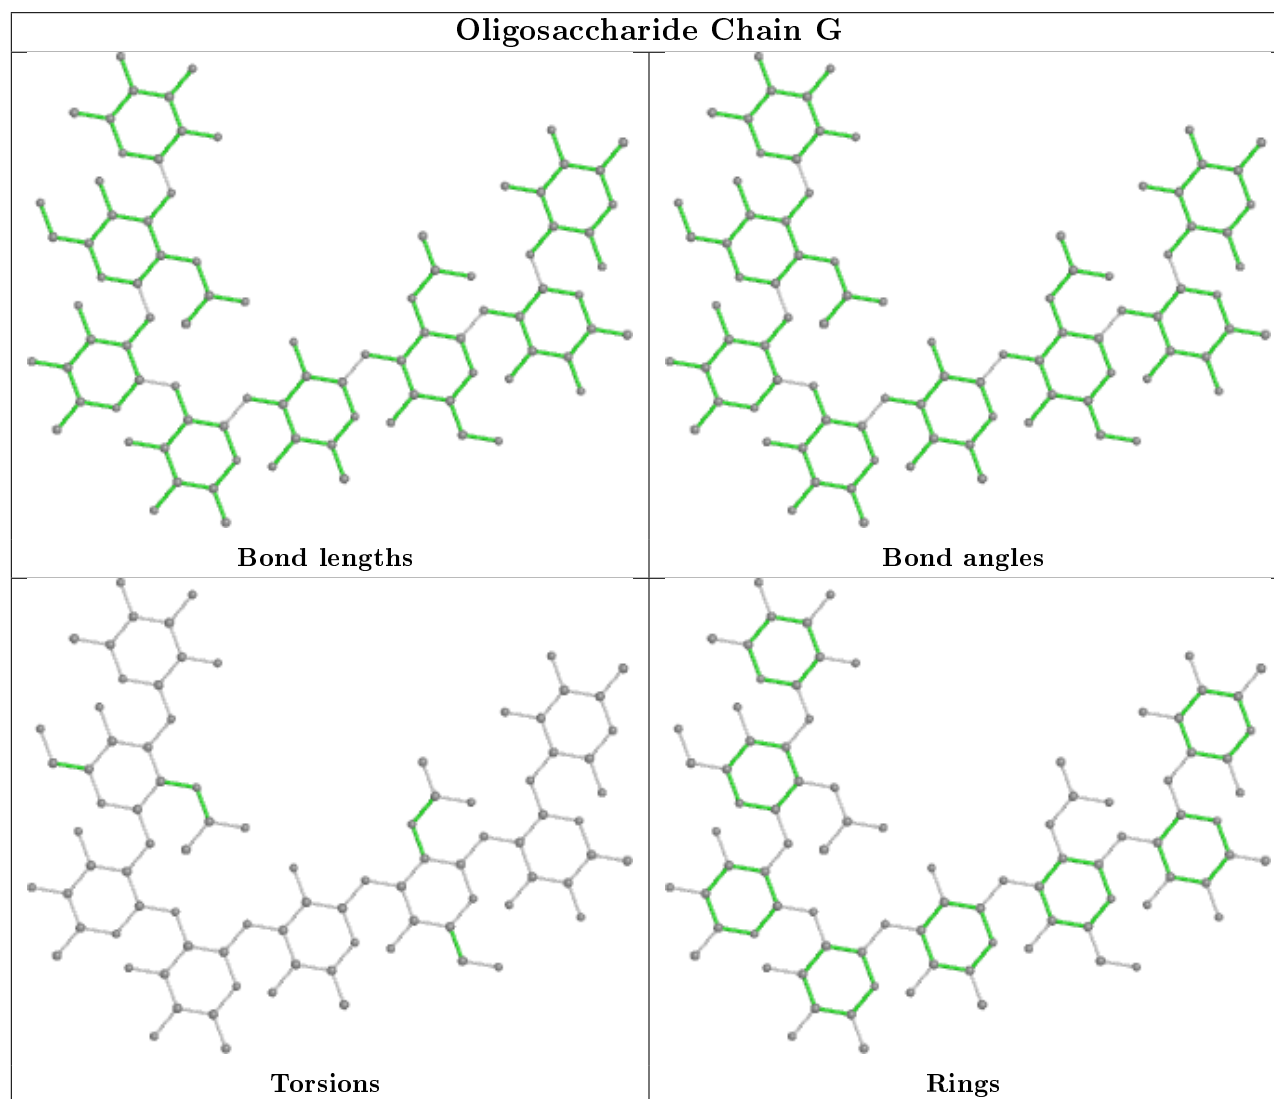 Oligosaccharide Chain G
Bond lengths
Bond angles
Torsions
Rings